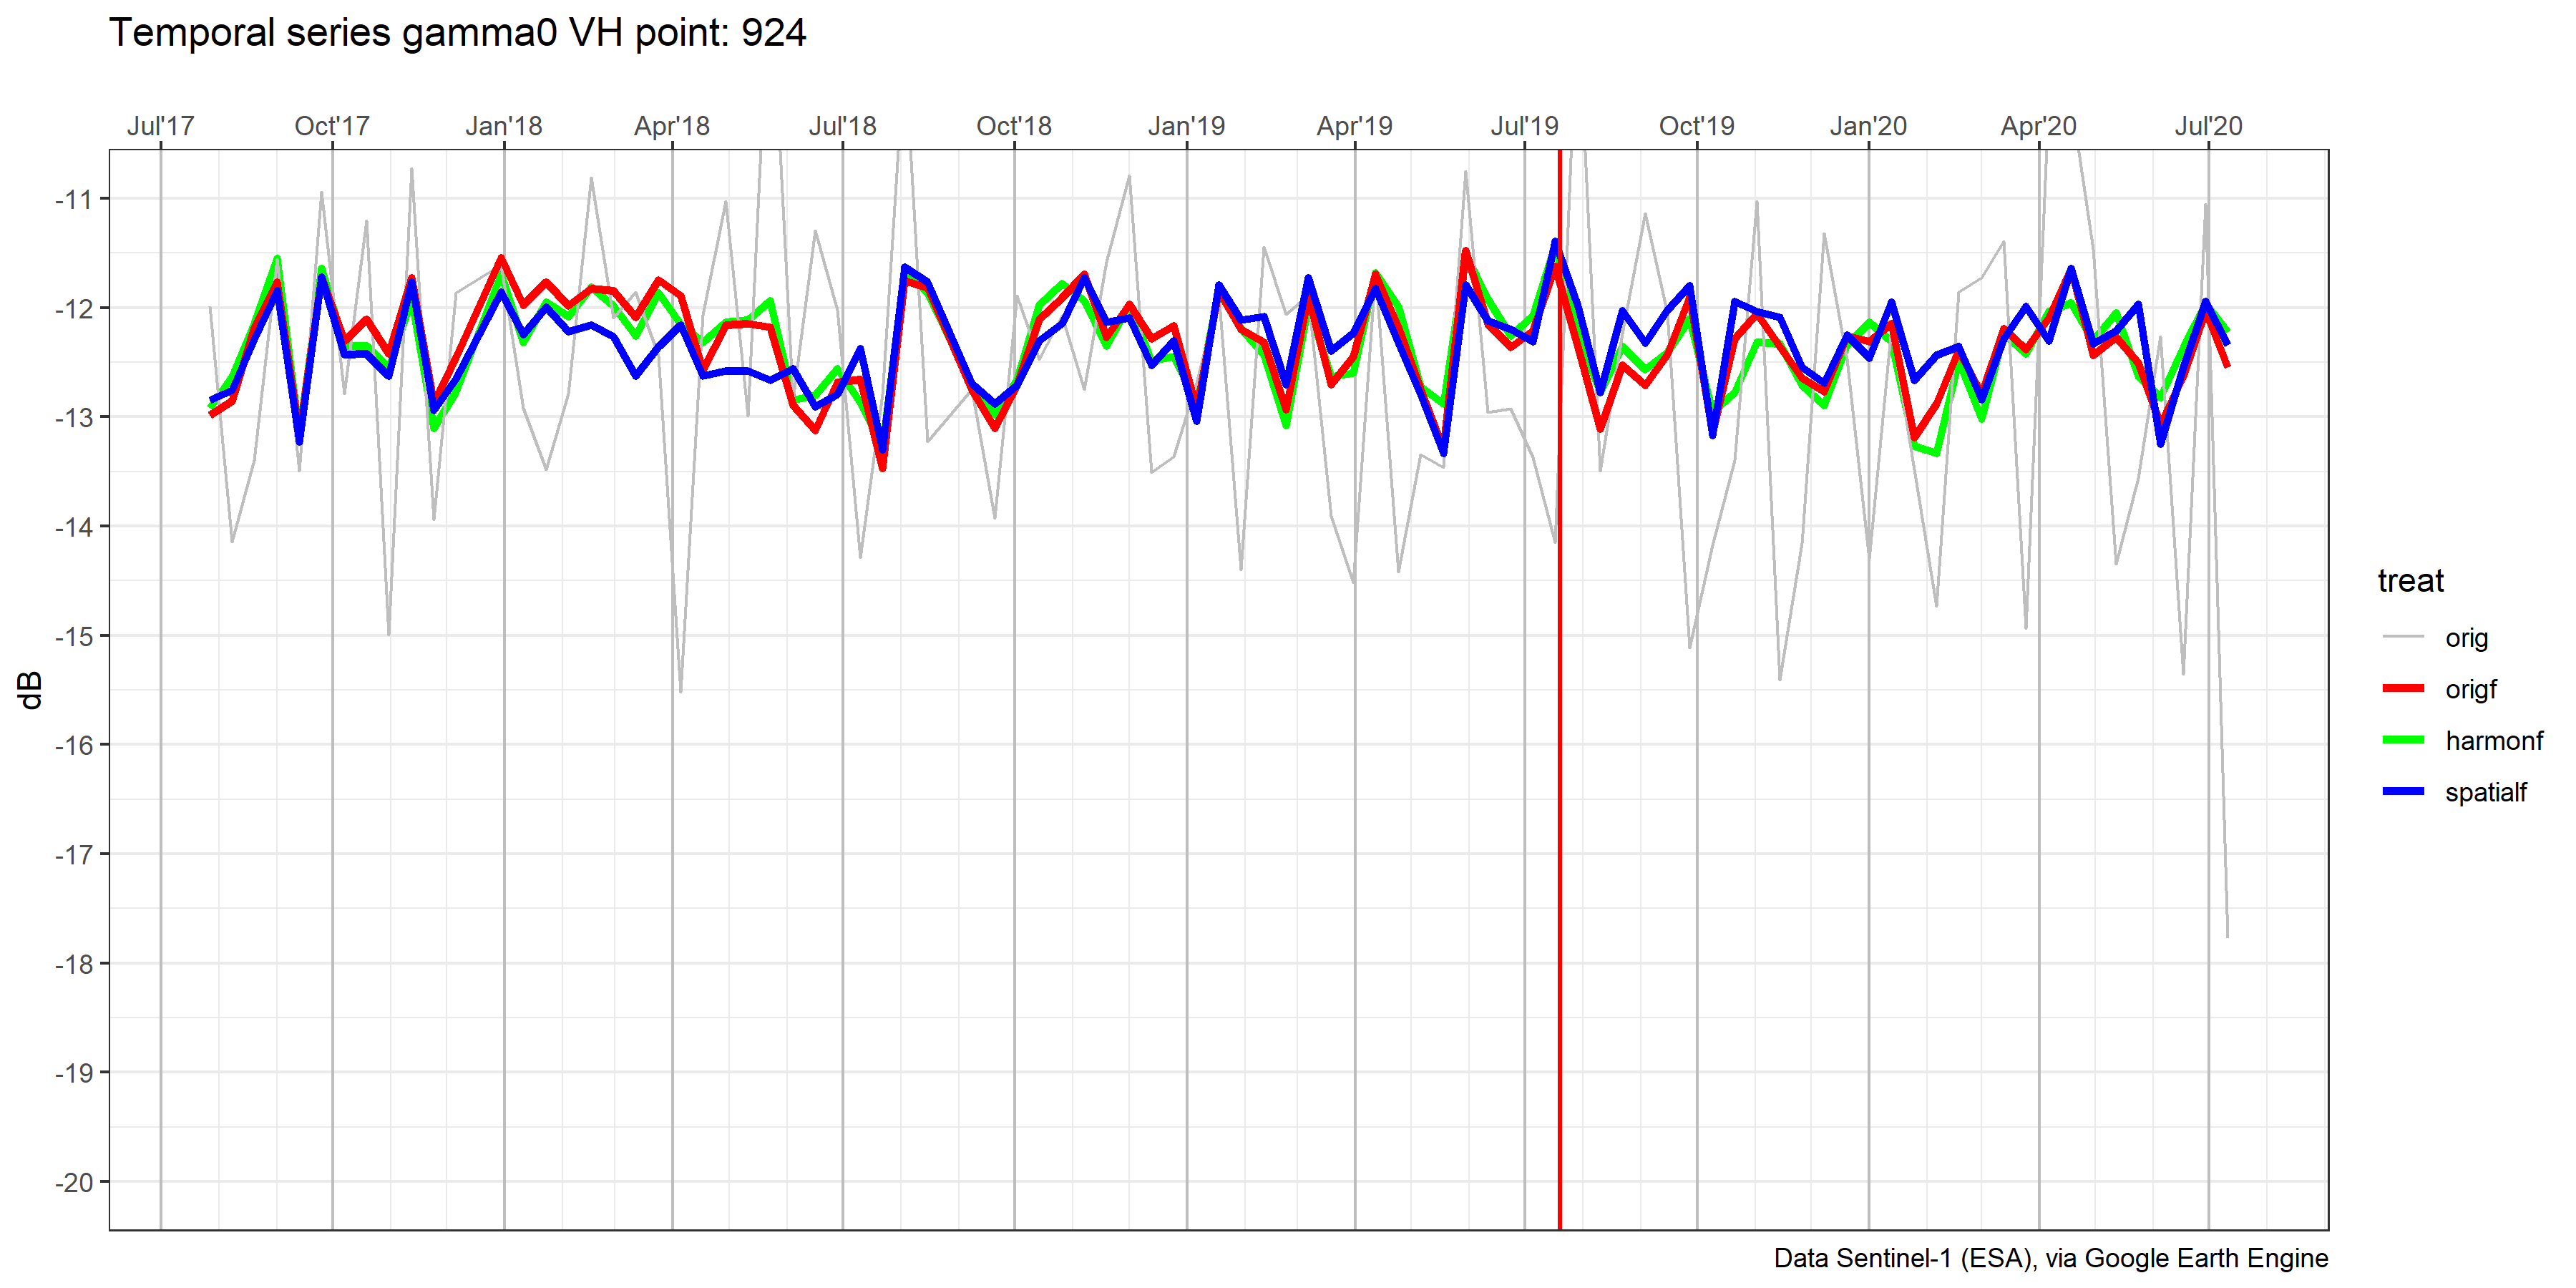 Temporal series gamma0 VH point: 924
Jul'17 Oct'17 Jan'18 Apr'18 Jul'18 Oct'18 Jan'19 Apr'19 Jul'19 Oct'19 Jan'20 Apr'20 Jul'20
-11
-12
-13
-14
-15
-16
-17
-18
-19
-20
dB
treat
orig
origf
harmonf
spatialf
Data Sentinel-1 (ESA), via Google Earth Engine